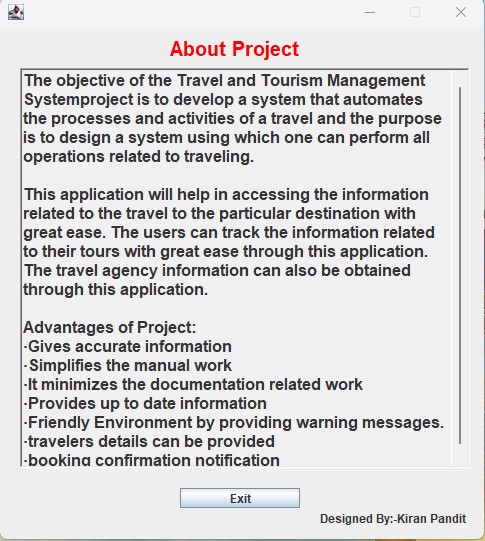 About Project
The objective of the Travel and Tourism Management
Systemproject is to develop a system that automates
the processes and activities of a travel and the purpose
is to design a system using which one can perform all
operations related to traveling.
This application will help in accessing the information
related to the travel to the particular destination with
great ease. The users can track the information related
to their tours with great ease through this application.
The travel agency information can also be obtained
through this application.
Advantages of Project:
·Gives accurate information
·Simplifies the manual work
·It minimizes the documentation related work
·Provides up to date information
·Friendly Environment by providing warning messages.
·travelers details can be provided
·booking confirmation notification
Exit
Designed By:-Kiran Pandit